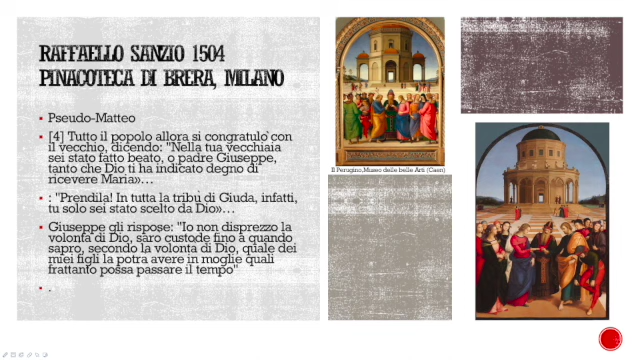 RAFFAELLO SANZIO 1504
PINACOTECA DI BRERA, MILANO
Pseudo-Matteo
[4] Tutto il popolo allora si congratulò con
il vecchio, dicendo: "Nella tua vecchiaia
sei stato fatto beato, o padre Giuseppe,
tanto che Dio ti ha indicato degno di
ricevere Maria»…
: "Prendila! In tutta la tribù di Giuda, infatti,
tu solo sei stato scelto da Dio»…
Giuseppe gli rispose: "Io non disprezzo la
volontà di Dio, sarò custode fino a quando
saprò, secondo la volontà di Dio, quale dei
miei figli la potrà avere in moglie quali
frattanto possa passare il tempo"
.
Il Perugino,Museo delle belle Arti (Caen)